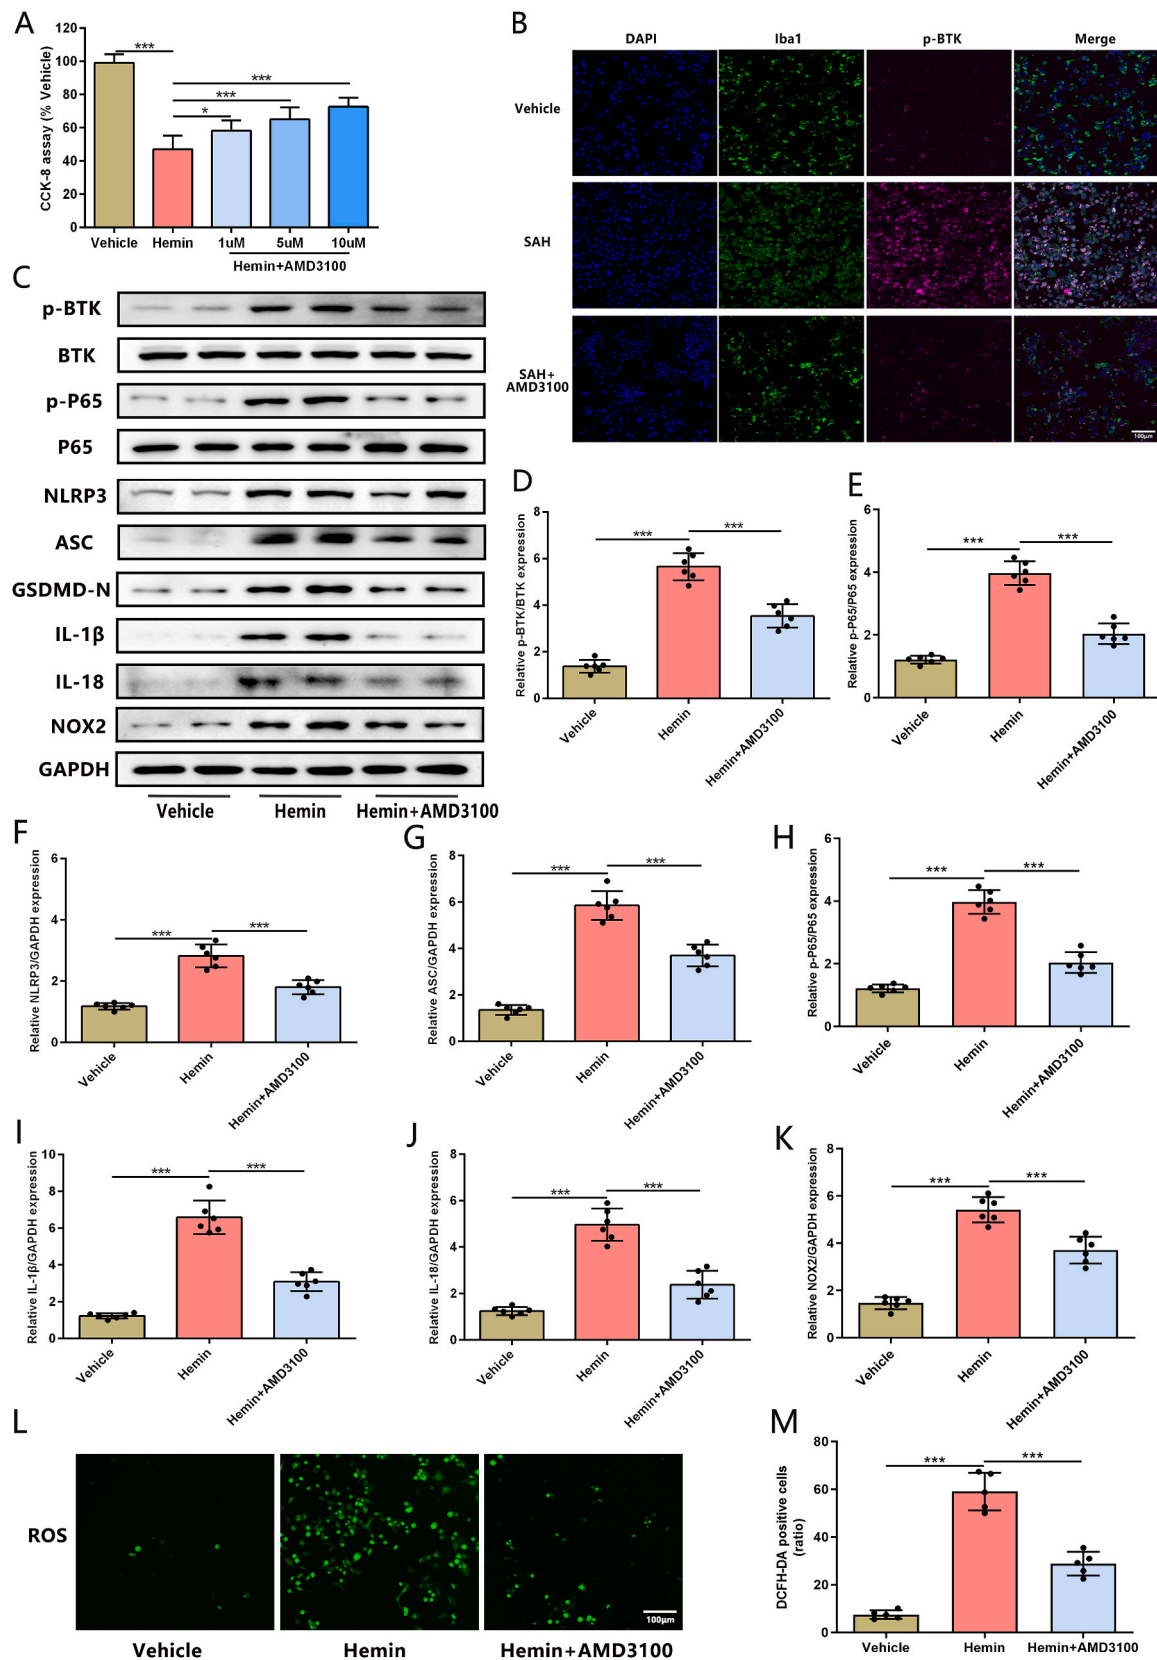 A
120
100
80
60
40
20
0
CCK-8 assay (% Vehicle)
***
***
***
*
Vehicle
Hemin
1uM
5uM
10uM
Hemin+AMD3100
B
DAPI
Iba1
p-BTK
Merge
Vehicle
SAH
SAH+
AMD3100
100μm
C
p-BTK
BTK
p-P65
P65
NLRP3
ASC
GSDMD-N
IL-1β
IL-18
NOX2
GAPDH
Vehicle
Hemin
Hemin+AMD3100
D
8
6
4
2
0
Relative p-BTK/BTK expression
***
***
Vehicle
Hemin
Hemin+AMD3100
E
6
4
2
0
Relative p-P65/P65 expression
***
***
Vehicle
Hemin
Hemin+AMD3100
F
6
4
2
0
Relative NLRP3/GAPDH expression
***
***
Vehicle
Hemin
Hemin+AMD3100
G
8
6
4
2
0
Relative ASC/GAPDH expression
***
***
Vehicle
Hemin
Hemin+AMD3100
H
6
4
2
0
Relative p-P65/P65 expression
***
***
Vehicle
Hemin
Hemin+AMD3100
I
10
8
6
4
2
0
Relative IL-1β/GAPDH expression
***
***
Vehicle
Hemin
Hemin+AMD3100
J
8
6
4
2
0
Relative IL-18/GAPDH expression
***
***
Vehicle
Hemin
Hemin+AMD3100
K
8
6
4
2
0
Relative NOX2/GAPDH expression
***
***
Vehicle
Hemin
Hemin+AMD3100
L
ROS
100μm
Vehicle
Hemin
Hemin+AMD3100
M
80
60
40
20
0
DCFH-DA positive cells
(ratio)
***
***
Vehicle
Hemin
Hemin+AMD3100